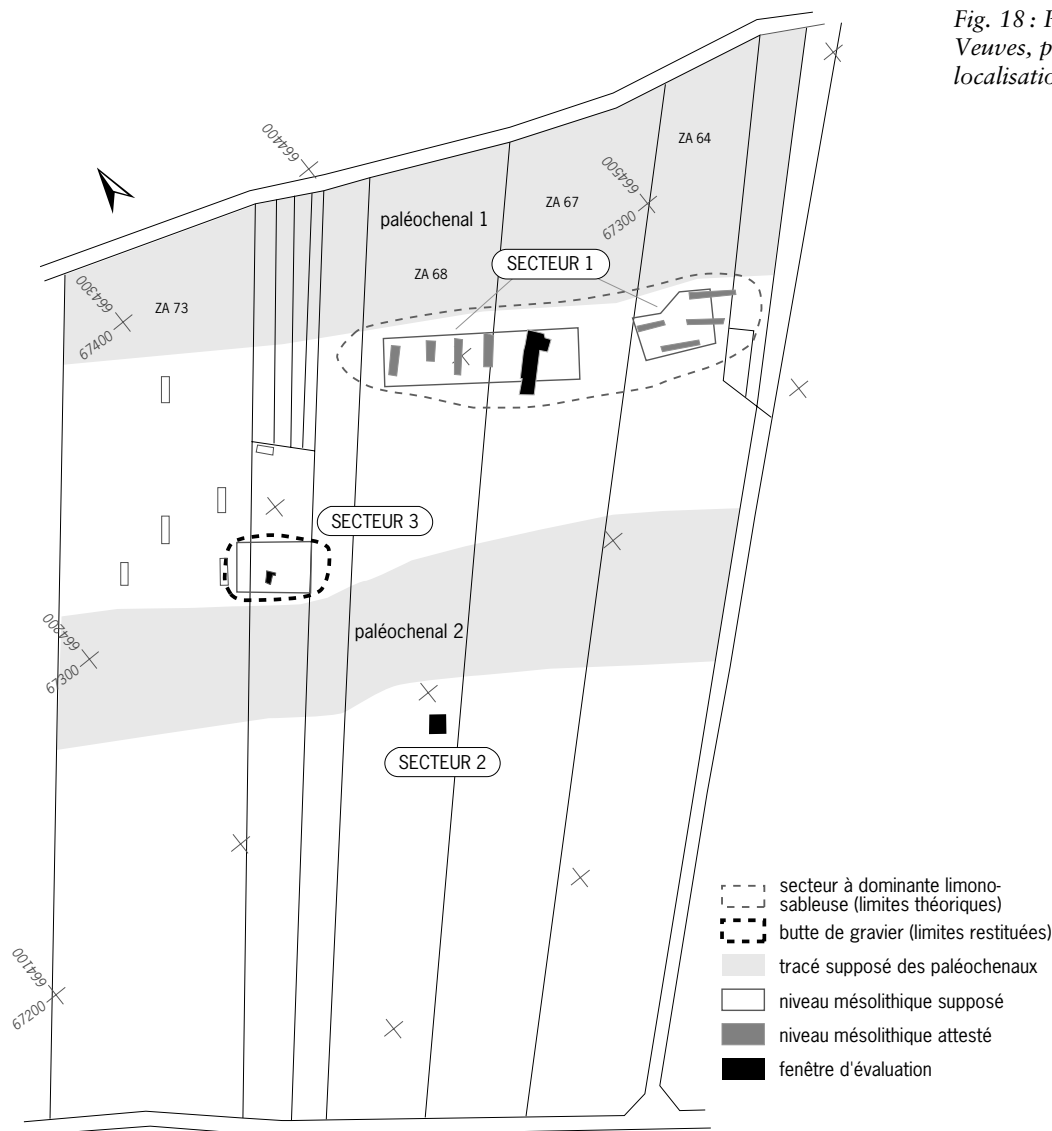 Fig. 18 :
Veuves, p
localisatio
664400
ZA 64
664500
67300
ZA 67
paléochenal 1
SECTEUR 1
ZA 68
664300
67400
ZA 73
SECTEUR 3
664200
67300
paléochenal 2
SECTEUR 2
secteur à dominante limono-
sableuse (limites théoriques)
butte de gravier (limites restituées)
tracé supposé des paléochenaux
664100
67200
niveau mésolithique supposé
niveau mésolithique attesté
fenêtre d'évaluation